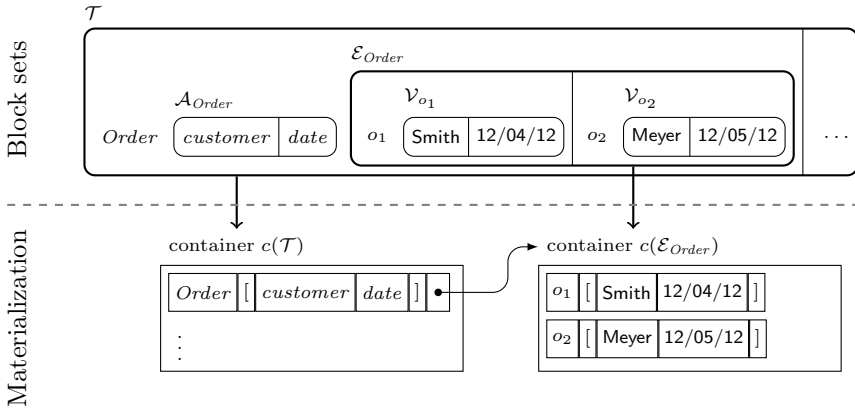 Block sets
𝒯
ℰ_Order
𝒜_Order 𝒱_o₁ 𝒱_o₂
Order customer date o₁ Smith 12/04/12 o₂ Meyer 12/05/12 ...
Materialization
container c(𝒯) container c(ℰ_Order)
Order [ customer date ] o₁ [ Smith 12/04/12 ]
⋮ o₂ [ Meyer 12/05/12 ]